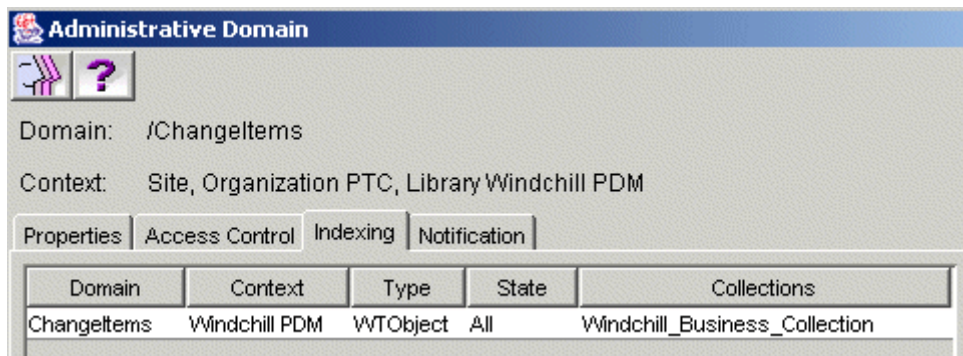 Administrative Domain
?
Domain: /ChangeItems
Context: Site, Organization PTC, Library Windchill PDM
Properties Access Control Indexing Notification
Domain Context Type State Collections
ChangeItems Windchill PDM WTObject All Windchill_Business_Collection